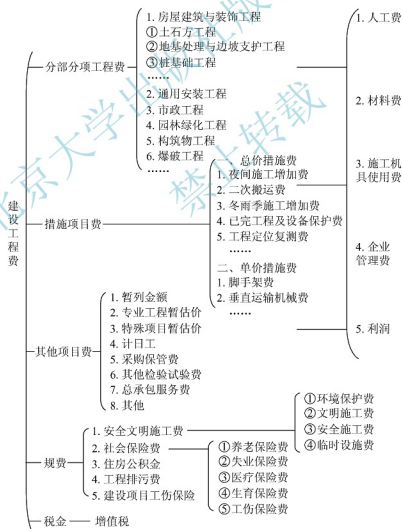 建设工程费
分部分项工程费
1. 房屋建筑与装饰工程
①土石方工程
②地基处理与边坡支护工程
③桩基础工程
……
2. 通用安装工程
3. 市政工程
4. 园林绿化工程
5. 构筑物工程
6. 爆破工程
……
措施项目费
一、总价措施费
1. 夜间施工增加费
2. 二次搬运费
3. 冬雨季施工增加费
4. 已完工程及设备保护费
5. 工程定位复测费
……
二、单价措施费
1. 脚手架费
2. 垂直运输机械费
……
1. 人工费
2. 材料费
3. 施工机
具使用费
4. 企业
管理费
5. 利润
其他项目费
1. 暂列金额
2. 专业工程暂估价
3. 特殊项目暂估价
4. 计日工
5. 采购保管费
6. 其他检验试验费
7. 总承包服务费
8. 其他
规费
1. 安全文明施工费
2. 社会保险费
3. 住房公积金
4. 工程排污费
5. 建设项目工伤保险
①环境保护费
②文明施工费
③安全施工费
④临时设施费
①养老保险费
②失业保险费
③医疗保险费
④生育保险费
⑤工伤保险费
税金
增值税
北京大学出版社版权
禁止转载